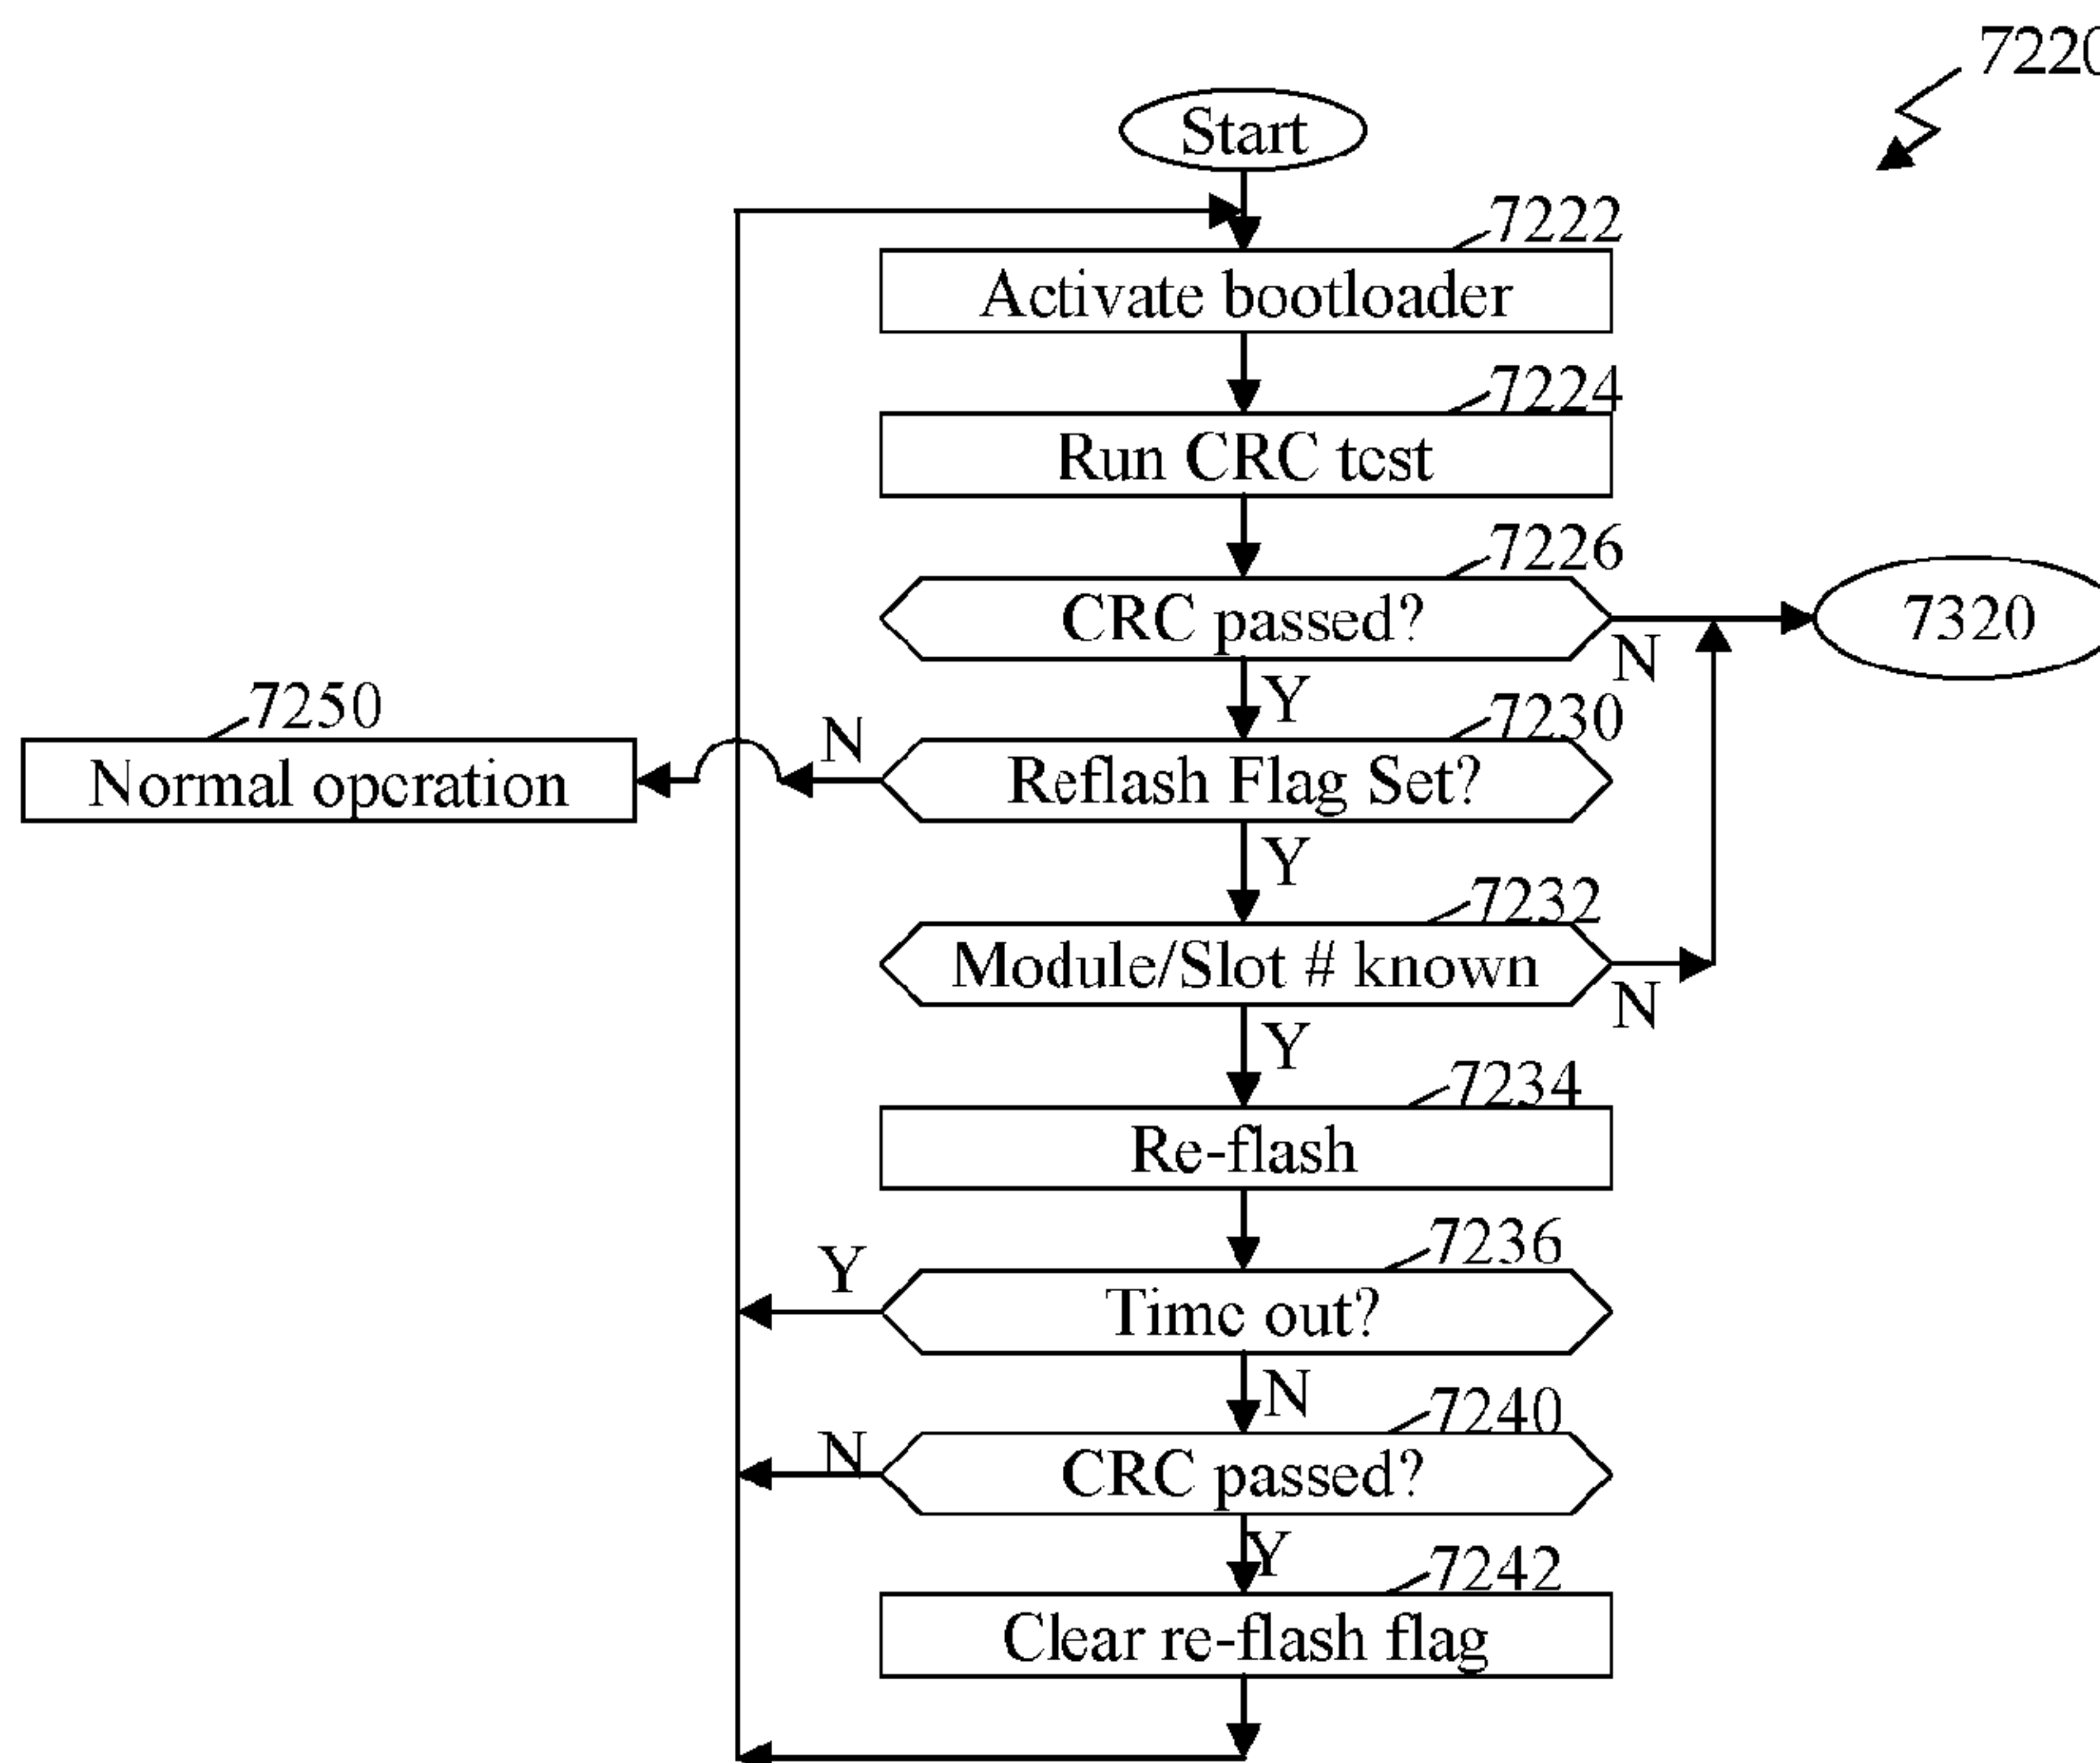 7220
Start
7222
Activate bootloader
7224
Run CRC test
7226
CRC passed?
N
7320
Y
7250
Normal operation
N
7230
Reflash Flag Set?
Y
7232
Module/Slot # known
N
Y
7234
Re-flash
7236
Y
Time out?
N
7240
N
CRC passed?
Y
7242
Clear re-flash flag